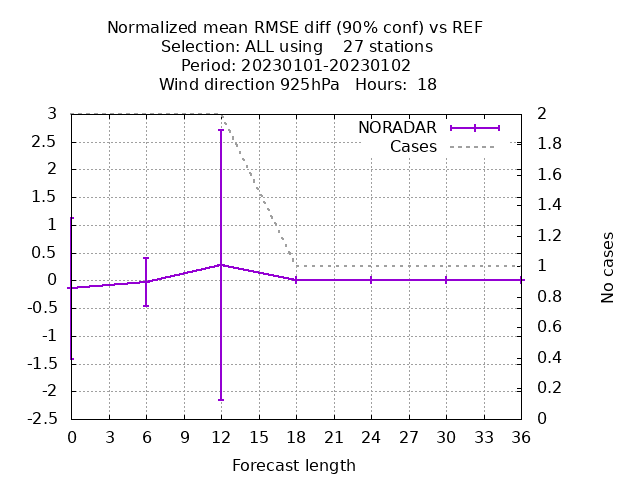 Normalized mean RMSE diff (90% conf) vs REF
Selection: ALL using    27 stations
Period: 20230101-20230102
Wind direction 925hPa   Hours:  18
NORADAR
Cases
3
2.5
2
1.5
1
0.5
0
-0.5
-1
-1.5
-2
-2.5
2
1.8
1.6
1.4
1.2
1
0.8
0.6
0.4
0.2
0
No cases
0 3 6 9 12 15 18 21 24 27 30 33 36
Forecast length